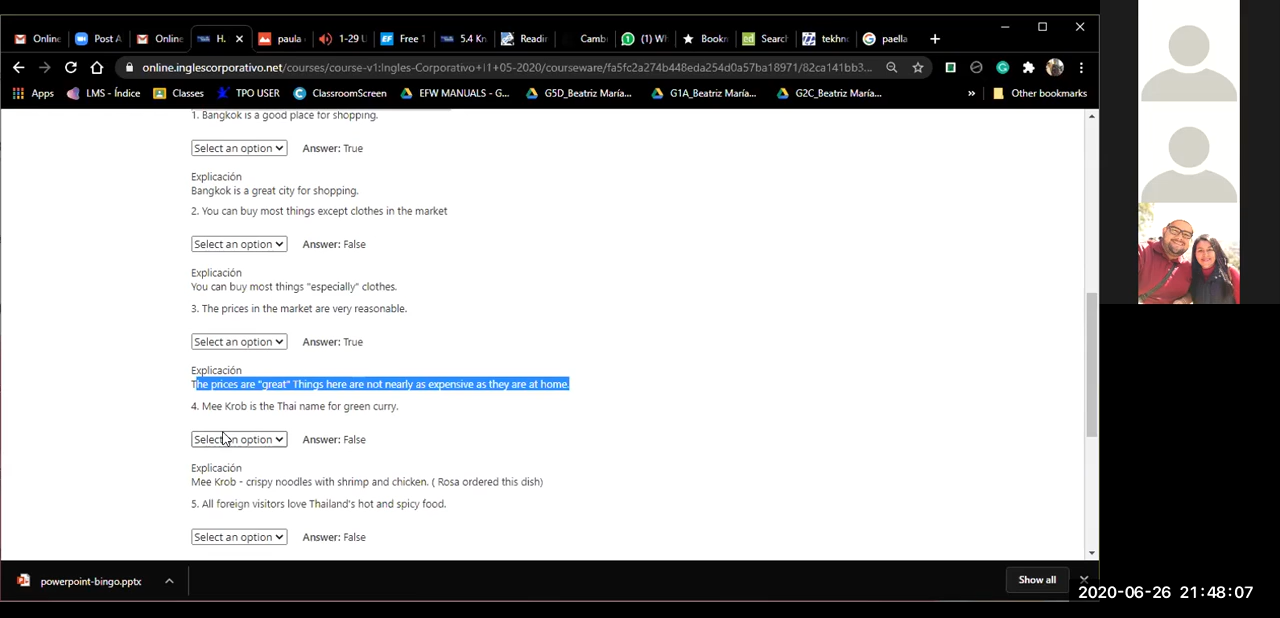 Online
Post A
Online
H.
paula
1-29 U
Free 1
5.4 Kn
Readin
Camb
(1) Wh
Bookn
Search
tekhno
paella
online.inglescorporativo.net/courses/course-v1:Ingles-Corporativo+i1+05-2020/courseware/fa5fc2a274b448eda254d0a57ba18971/82ca141bb3...
Apps
LMS - Índice
Classes
TPO USER
ClassroomScreen
EFW MANUALS - G...
G5D_Beatriz María...
G1A_Beatriz María...
G2C_Beatriz María...
»
Other bookmarks
1. Bangkok is a good place for shopping.
Select an option Answer: True
Explicación
Bangkok is a great city for shopping.
2. You can buy most things except clothes in the market
Select an option Answer: False
Explicación
You can buy most things "especially" clothes.
3. The prices in the market are very reasonable.
Select an option Answer: True
Explicación
The prices are "great" Things here are not nearly as expensive as they are at home.
4. Mee Krob is the Thai name for green curry.
Select an option Answer: False
Explicación
Mee Krob - crispy noodles with shrimp and chicken. ( Rosa ordered this dish)
5. All foreign visitors love Thailand's hot and spicy food.
Select an option Answer: False
powerpoint-bingo.pptx
Show all
2020-06-26 21:48:07